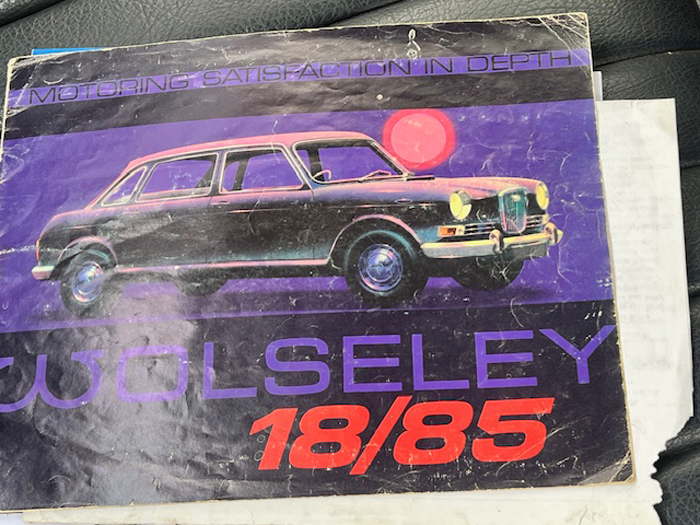 MOTORING SATISFACTION IN DEPTH
WOLSELEY
18/85